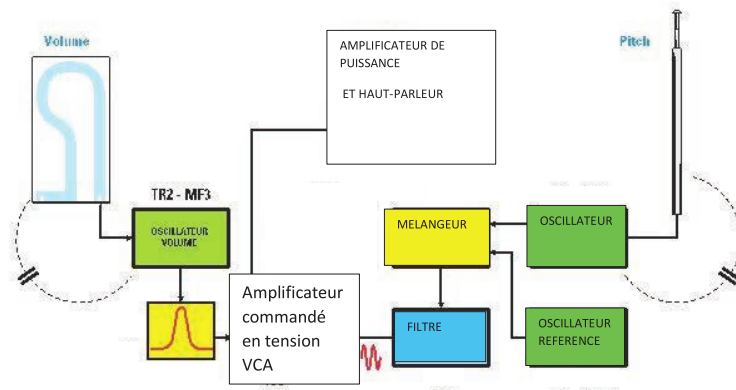 Volume
AMPLIFICATEUR DE
PUISSANCE
ET HAUT-PARLEUR
Pitch
TR2 - MF3
OSCILLATEUR
VOLUME
MELANGEUR
OSCILLATEUR
Amplificateur
commandé
en tension
VCA
FILTRE
OSCILLATEUR
REFERENCE